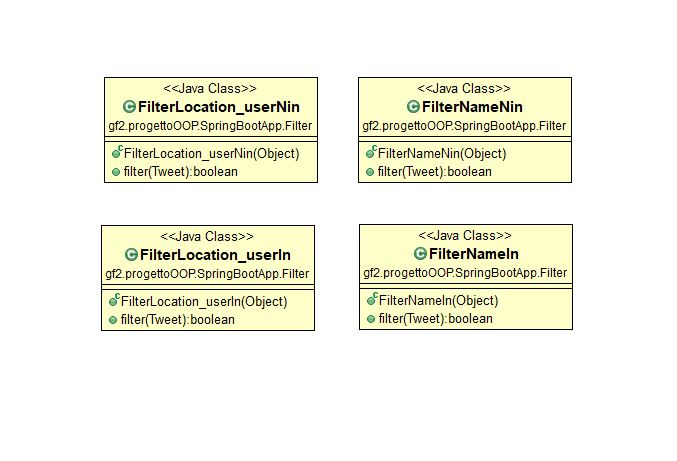 <<Java Class>>
FilterLocation_userNin
gf2.progettoOOP.SpringBootApp.Filter
FilterLocation_userNin(Object)
filter(Tweet):boolean
<<Java Class>>
FilterNameNin
gf2.progettoOOP.SpringBootApp.Filter
FilterNameNin(Object)
filter(Tweet):boolean
<<Java Class>>
FilterLocation_userIn
gf2.progettoOOP.SpringBootApp.Filter
FilterLocation_userIn(Object)
filter(Tweet):boolean
<<Java Class>>
FilterNameIn
gf2.progettoOOP.SpringBootApp.Filter
FilterNameIn(Object)
filter(Tweet):boolean